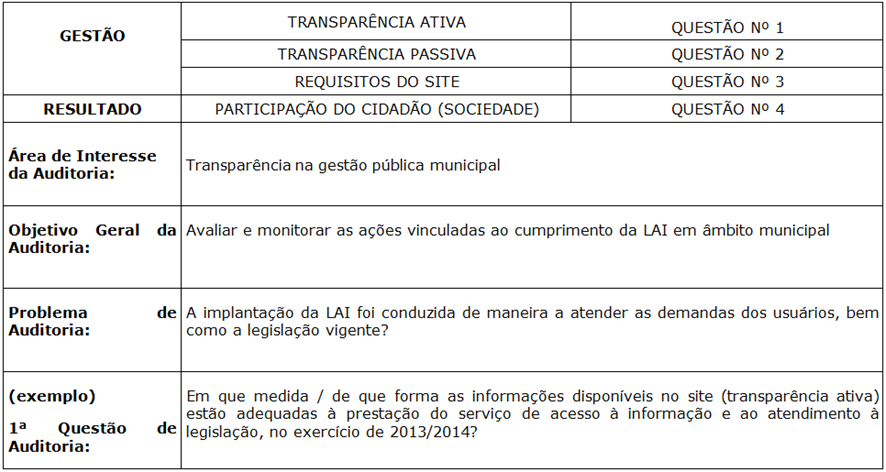 GESTÃO
TRANSPARÊNCIA ATIVA
QUESTÃO Nº 1
TRANSPARÊNCIA PASSIVA
QUESTÃO Nº 2
REQUISITOS DO SITE
QUESTÃO Nº 3
RESULTADO
PARTICIPAÇÃO DO CIDADÃO (SOCIEDADE)
QUESTÃO Nº 4
Área de Interesse
da Auditoria:
Transparência na gestão pública municipal
Objetivo Geral da
Auditoria:
Avaliar e monitorar as ações vinculadas ao cumprimento da LAI em âmbito municipal
Problema de
Auditoria:
A implantação da LAI foi conduzida de maneira a atender as demandas dos usuários, bem
como a legislação vigente?
(exemplo)
1ª Questão de
Auditoria:
Em que medida / de que forma as informações disponíveis no site (transparência ativa)
estão adequadas à prestação do serviço de acesso à informação e ao atendimento à
legislação, no exercício de 2013/2014?